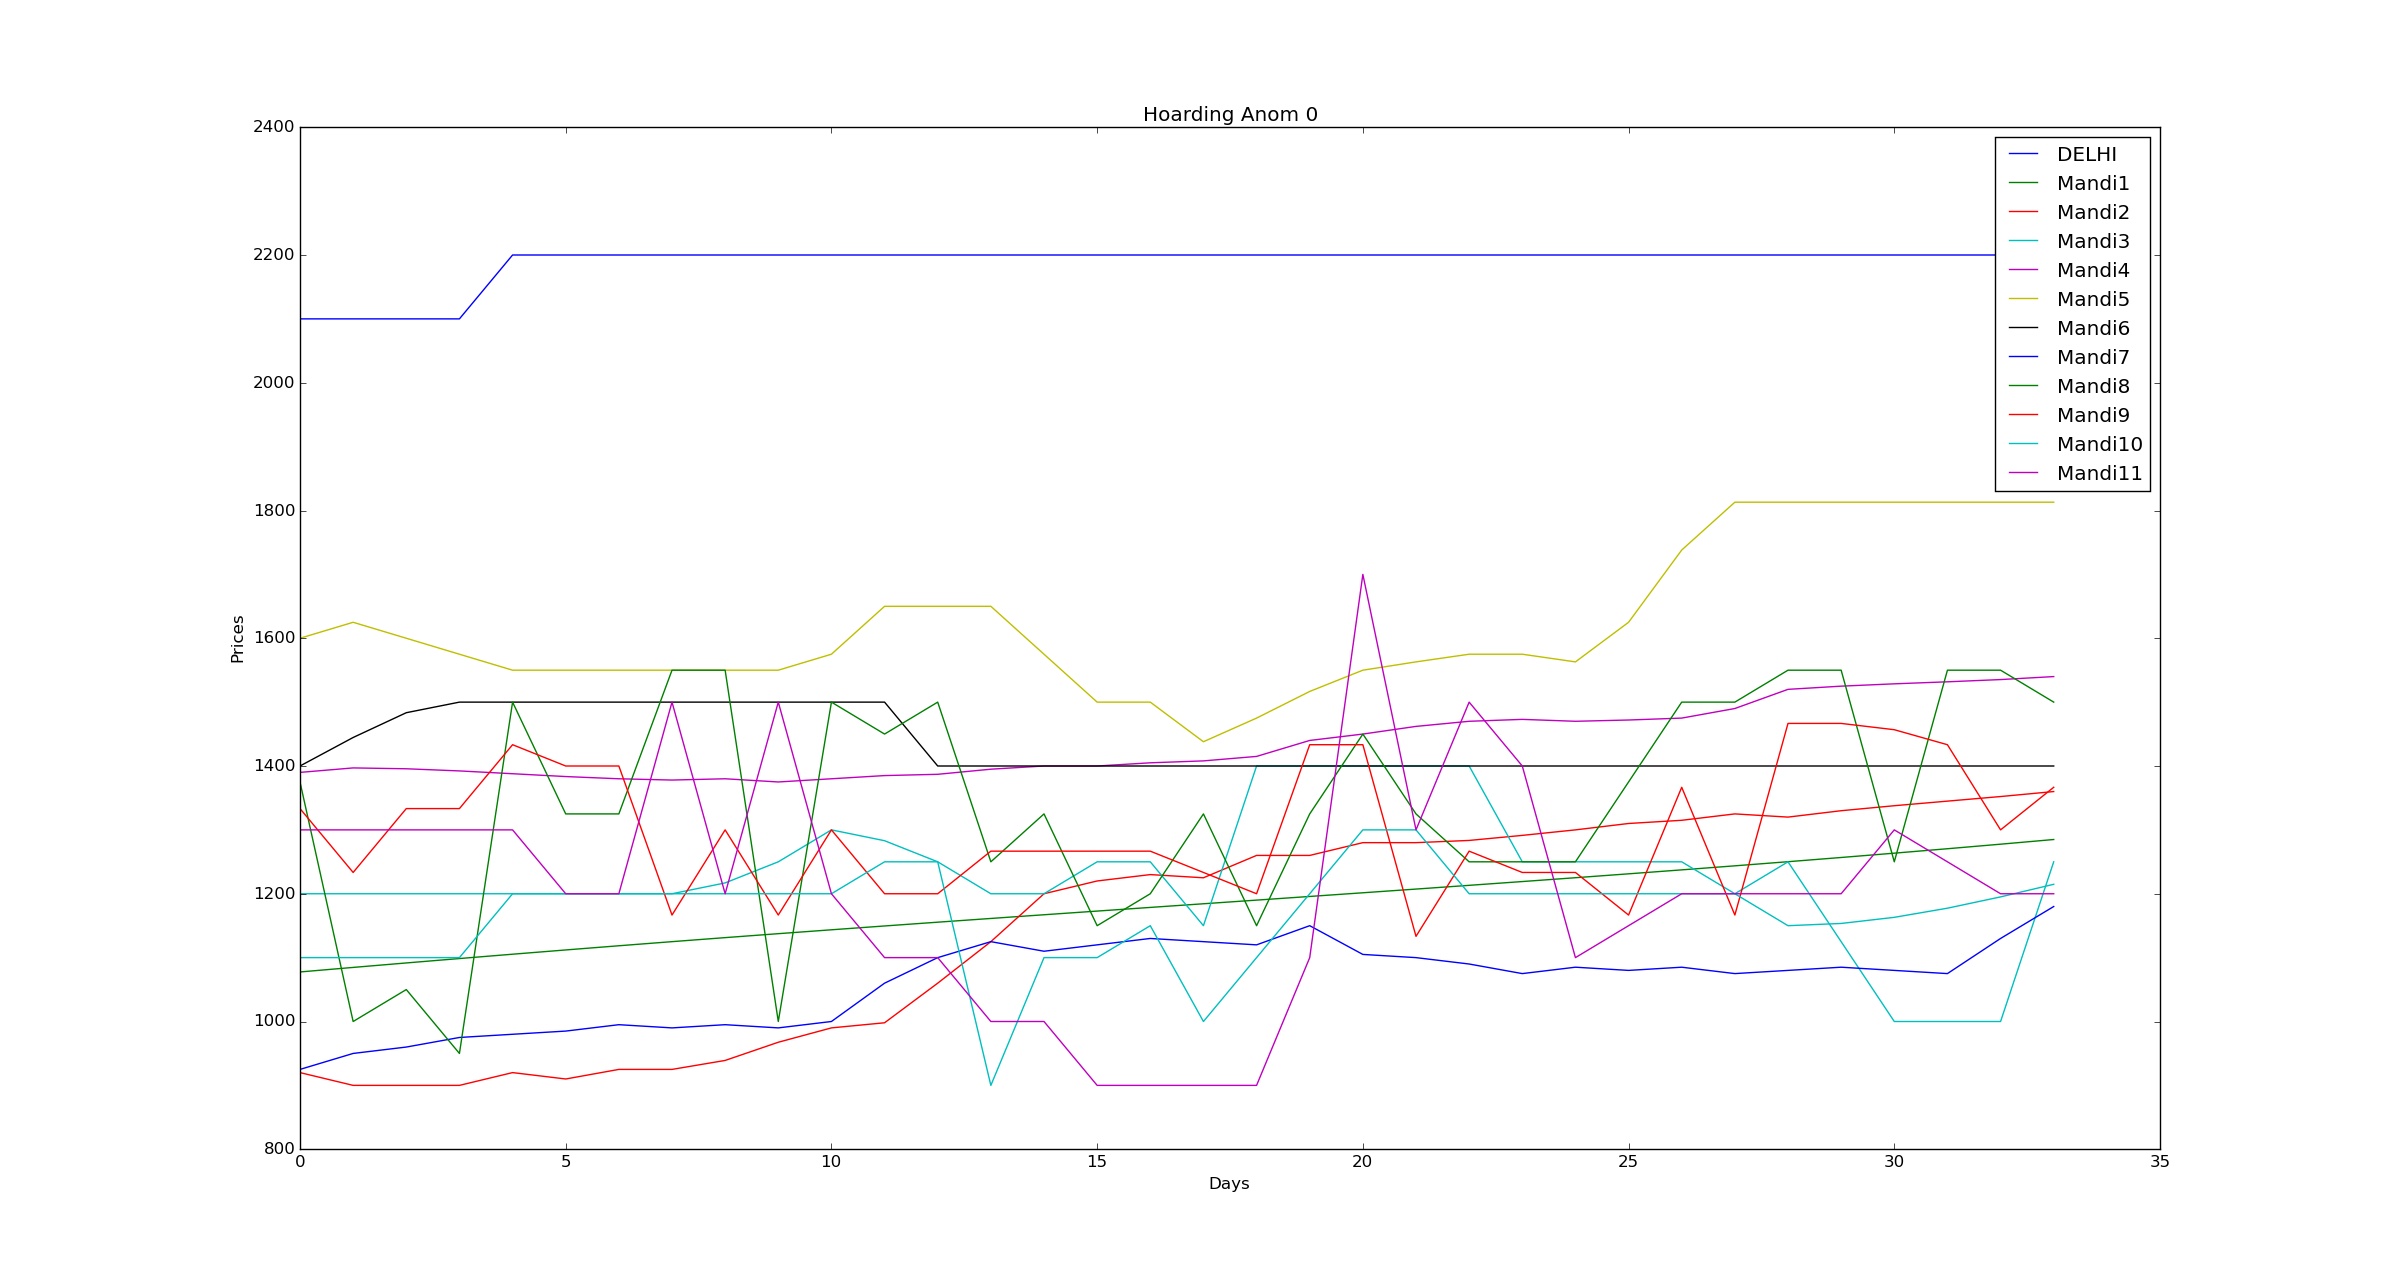 Hoarding Anom 0
2400
2200
2000
1800
1600
1400
1200
1000
800
Prices
0 5 10 15 20 25 30 35
Days
DELHI
Mandi1
Mandi2
Mandi3
Mandi4
Mandi5
Mandi6
Mandi7
Mandi8
Mandi9
Mandi10
Mandi11